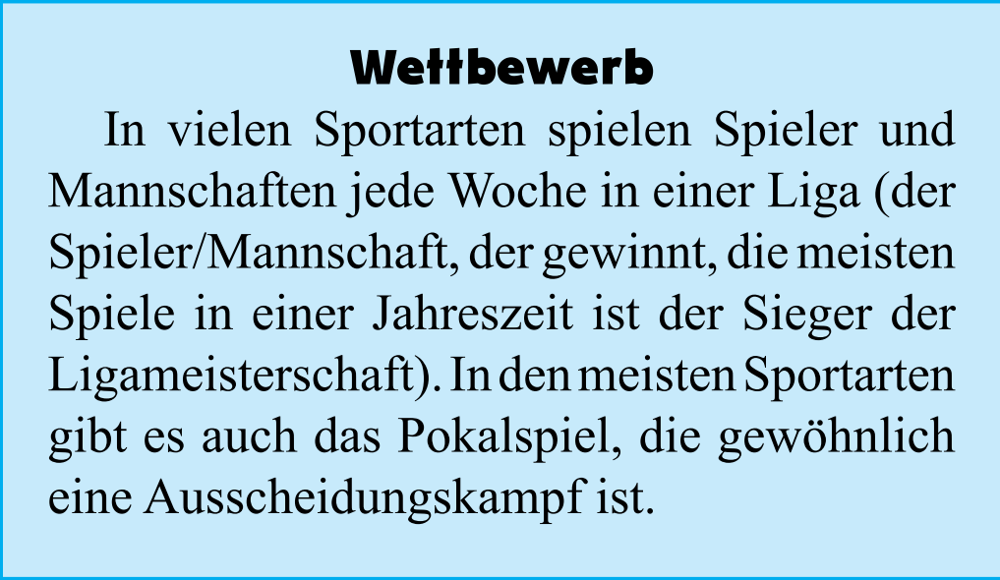 Wettbewerb
In vielen Sportarten spielen Spieler und
Mannschaften jede Woche in einer Liga (der
Spieler/Mannschaft, der gewinnt, die meisten
Spiele in einer Jahreszeit ist der Sieger der
Ligameisterschaft). In den meisten Sportarten
gibt es auch das Pokalspiel, die gewöhnlich
eine Ausscheidungskampf ist.